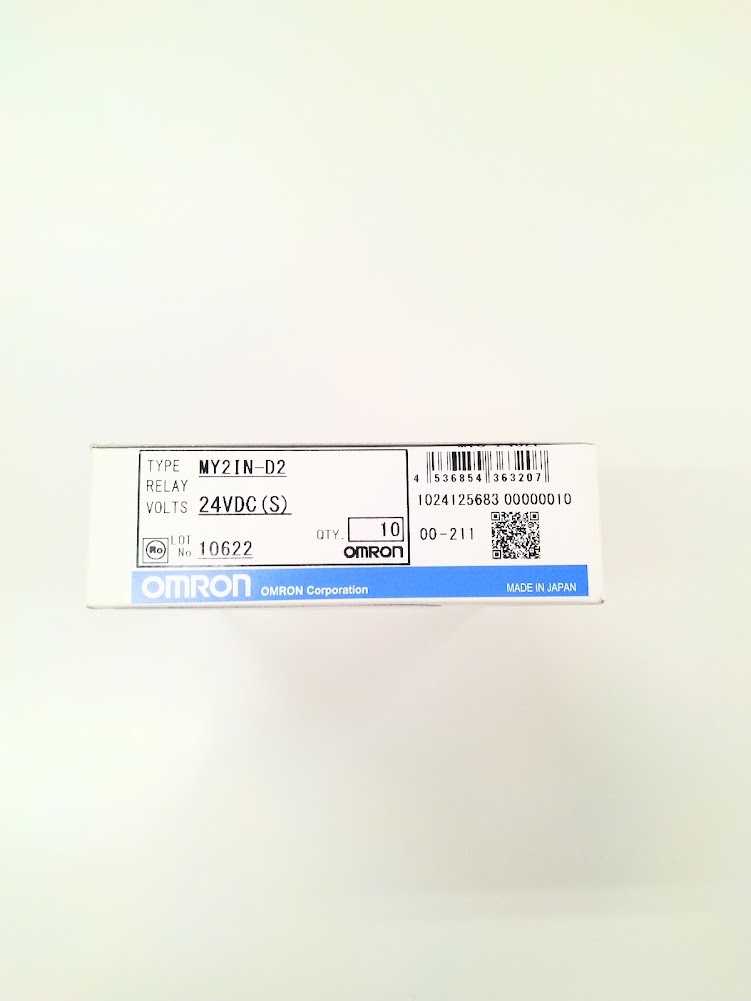 TYPE MY2IN-D2
RELAY
VOLTS 24VDC(S)
LOT No 10622
QTY. 10
OMRON
4 536854 363207
1024125683 00000010
00-211
OMRON OMRON Corporation MADE IN JAPAN